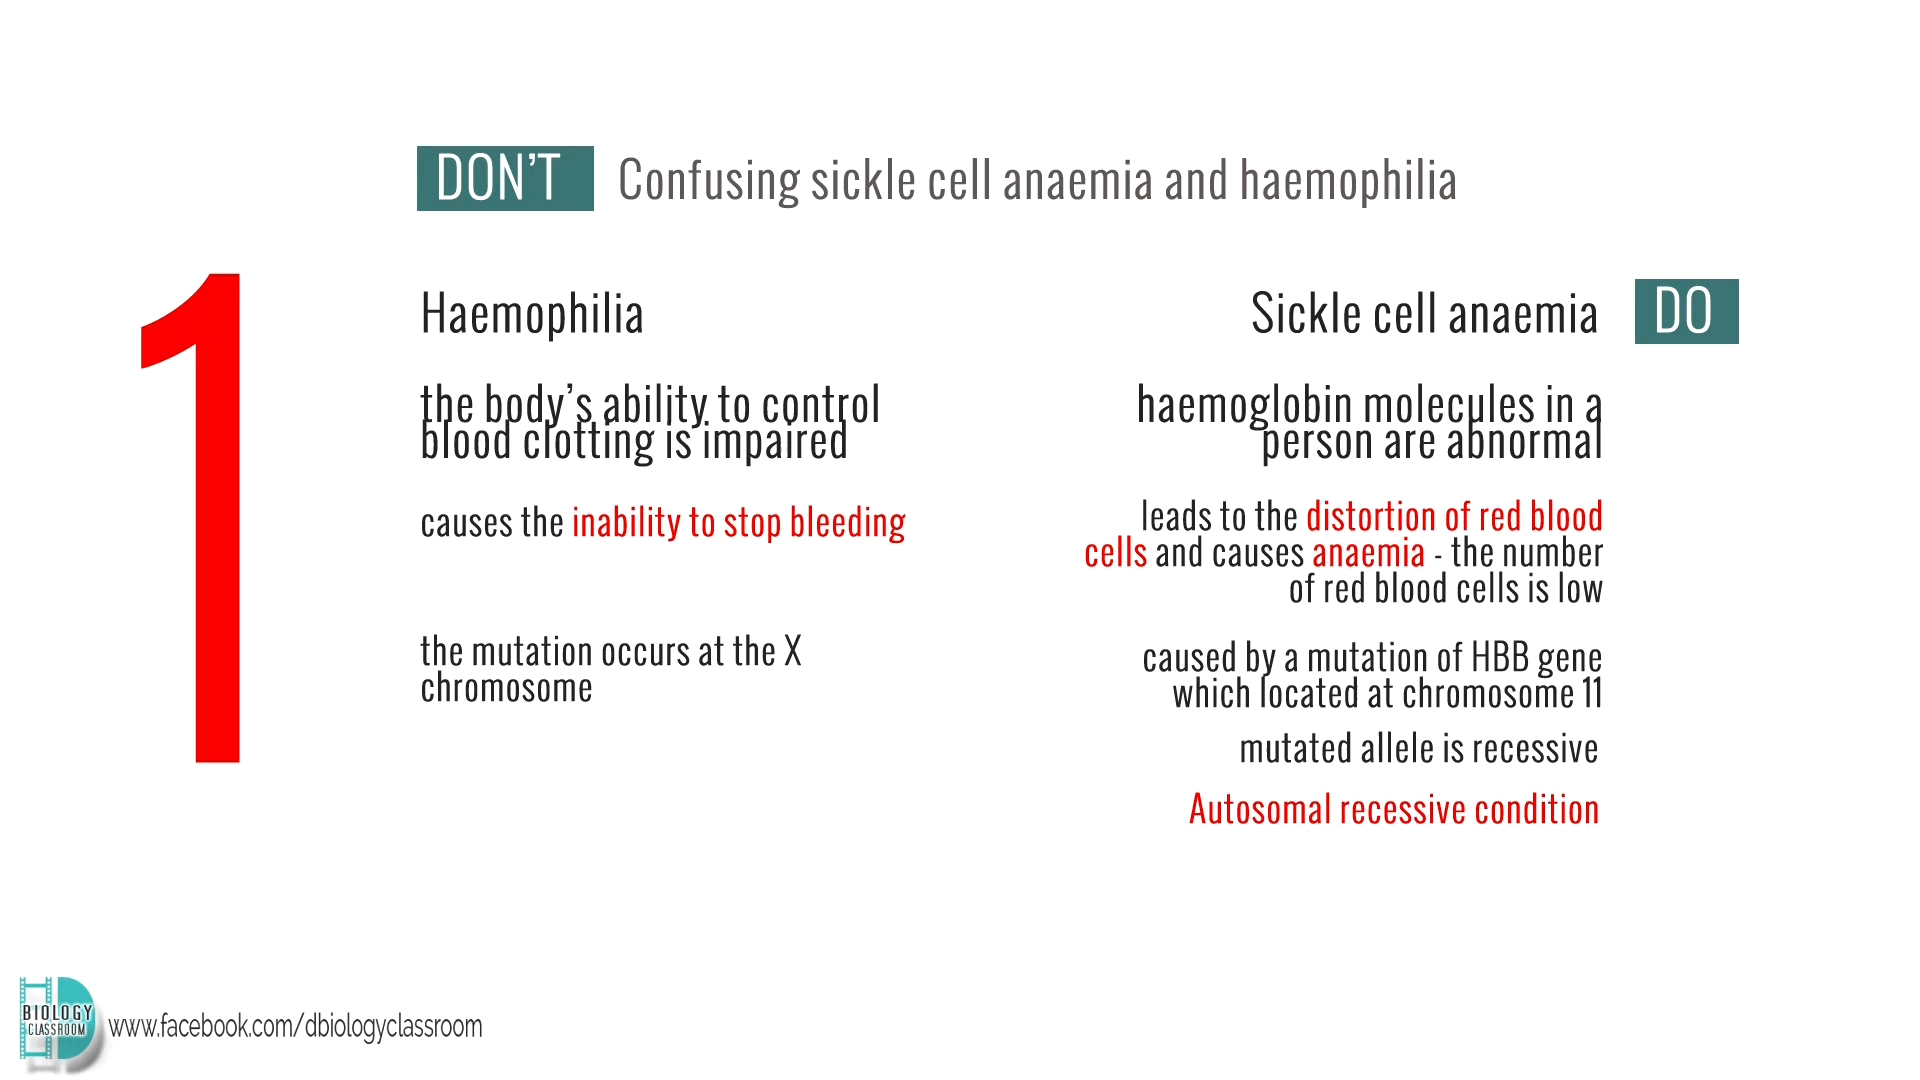 DON'T Confusing sickle cell anaemia and haemophilia
1
Haemophilia
the body's ability to control
blood clotting is impaired
causes the inability to stop bleeding
the mutation occurs at the X
chromosome
Sickle cell anaemia DO
haemoglobin molecules in a
person are abnormal
leads to the distortion of red blood
cells and causes anaemia - the number
of red blood cells is low
caused by a mutation of HBB gene
which located at chromosome 11
mutated allele is recessive
Autosomal recessive condition
BIOLOGY
CLASSROOM
www.facebook.com/dbiologyclassroom